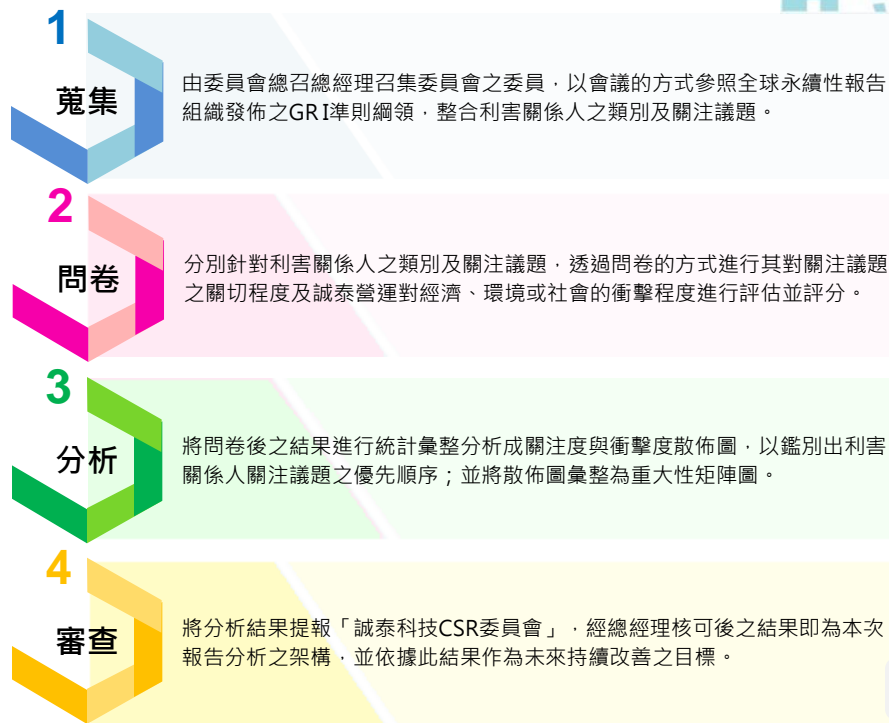 1
蒐集
由委員會總召總經理召集委員會之委員，以會議的方式參照全球永續性報告
組織發佈之GRI準則綱領，整合利害關係人之類別及關注議題。
2
問卷
分別針對利害關係人之類別及關注議題，透過問卷的方式進行其對關注議題
之關切程度及誠泰營運對經濟、環境或社會的衝擊程度進行評估並評分。
3
分析
將問卷後之結果進行統計彙整分析成關注度與衝擊度散佈圖，以鑑別出利害
關係人關注議題之優先順序；並將散佈圖彙整為重大性矩陣圖。
4
審查
將分析結果提報「誠泰科技CSR委員會」，經總經理核可後之結果即為本次
報告分析之架構，並依據此結果作為未來持續改善之目標。